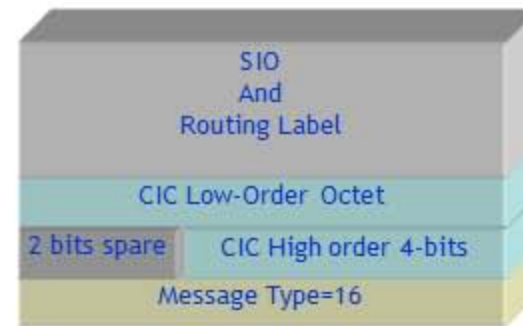 SIO
And
Routing Label
CIC Low-Order Octet
2 bits spare CIC High order 4-bits
Message Type=16